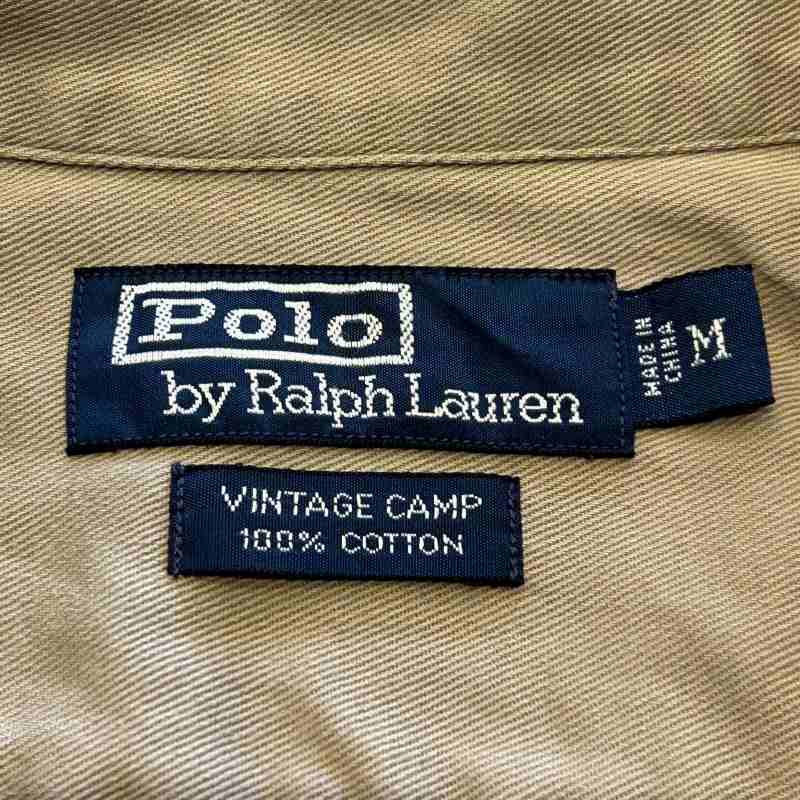 Polo
by Ralph Lauren
MADE IN
CHINA
M
VINTAGE CAMP
100% COTTON